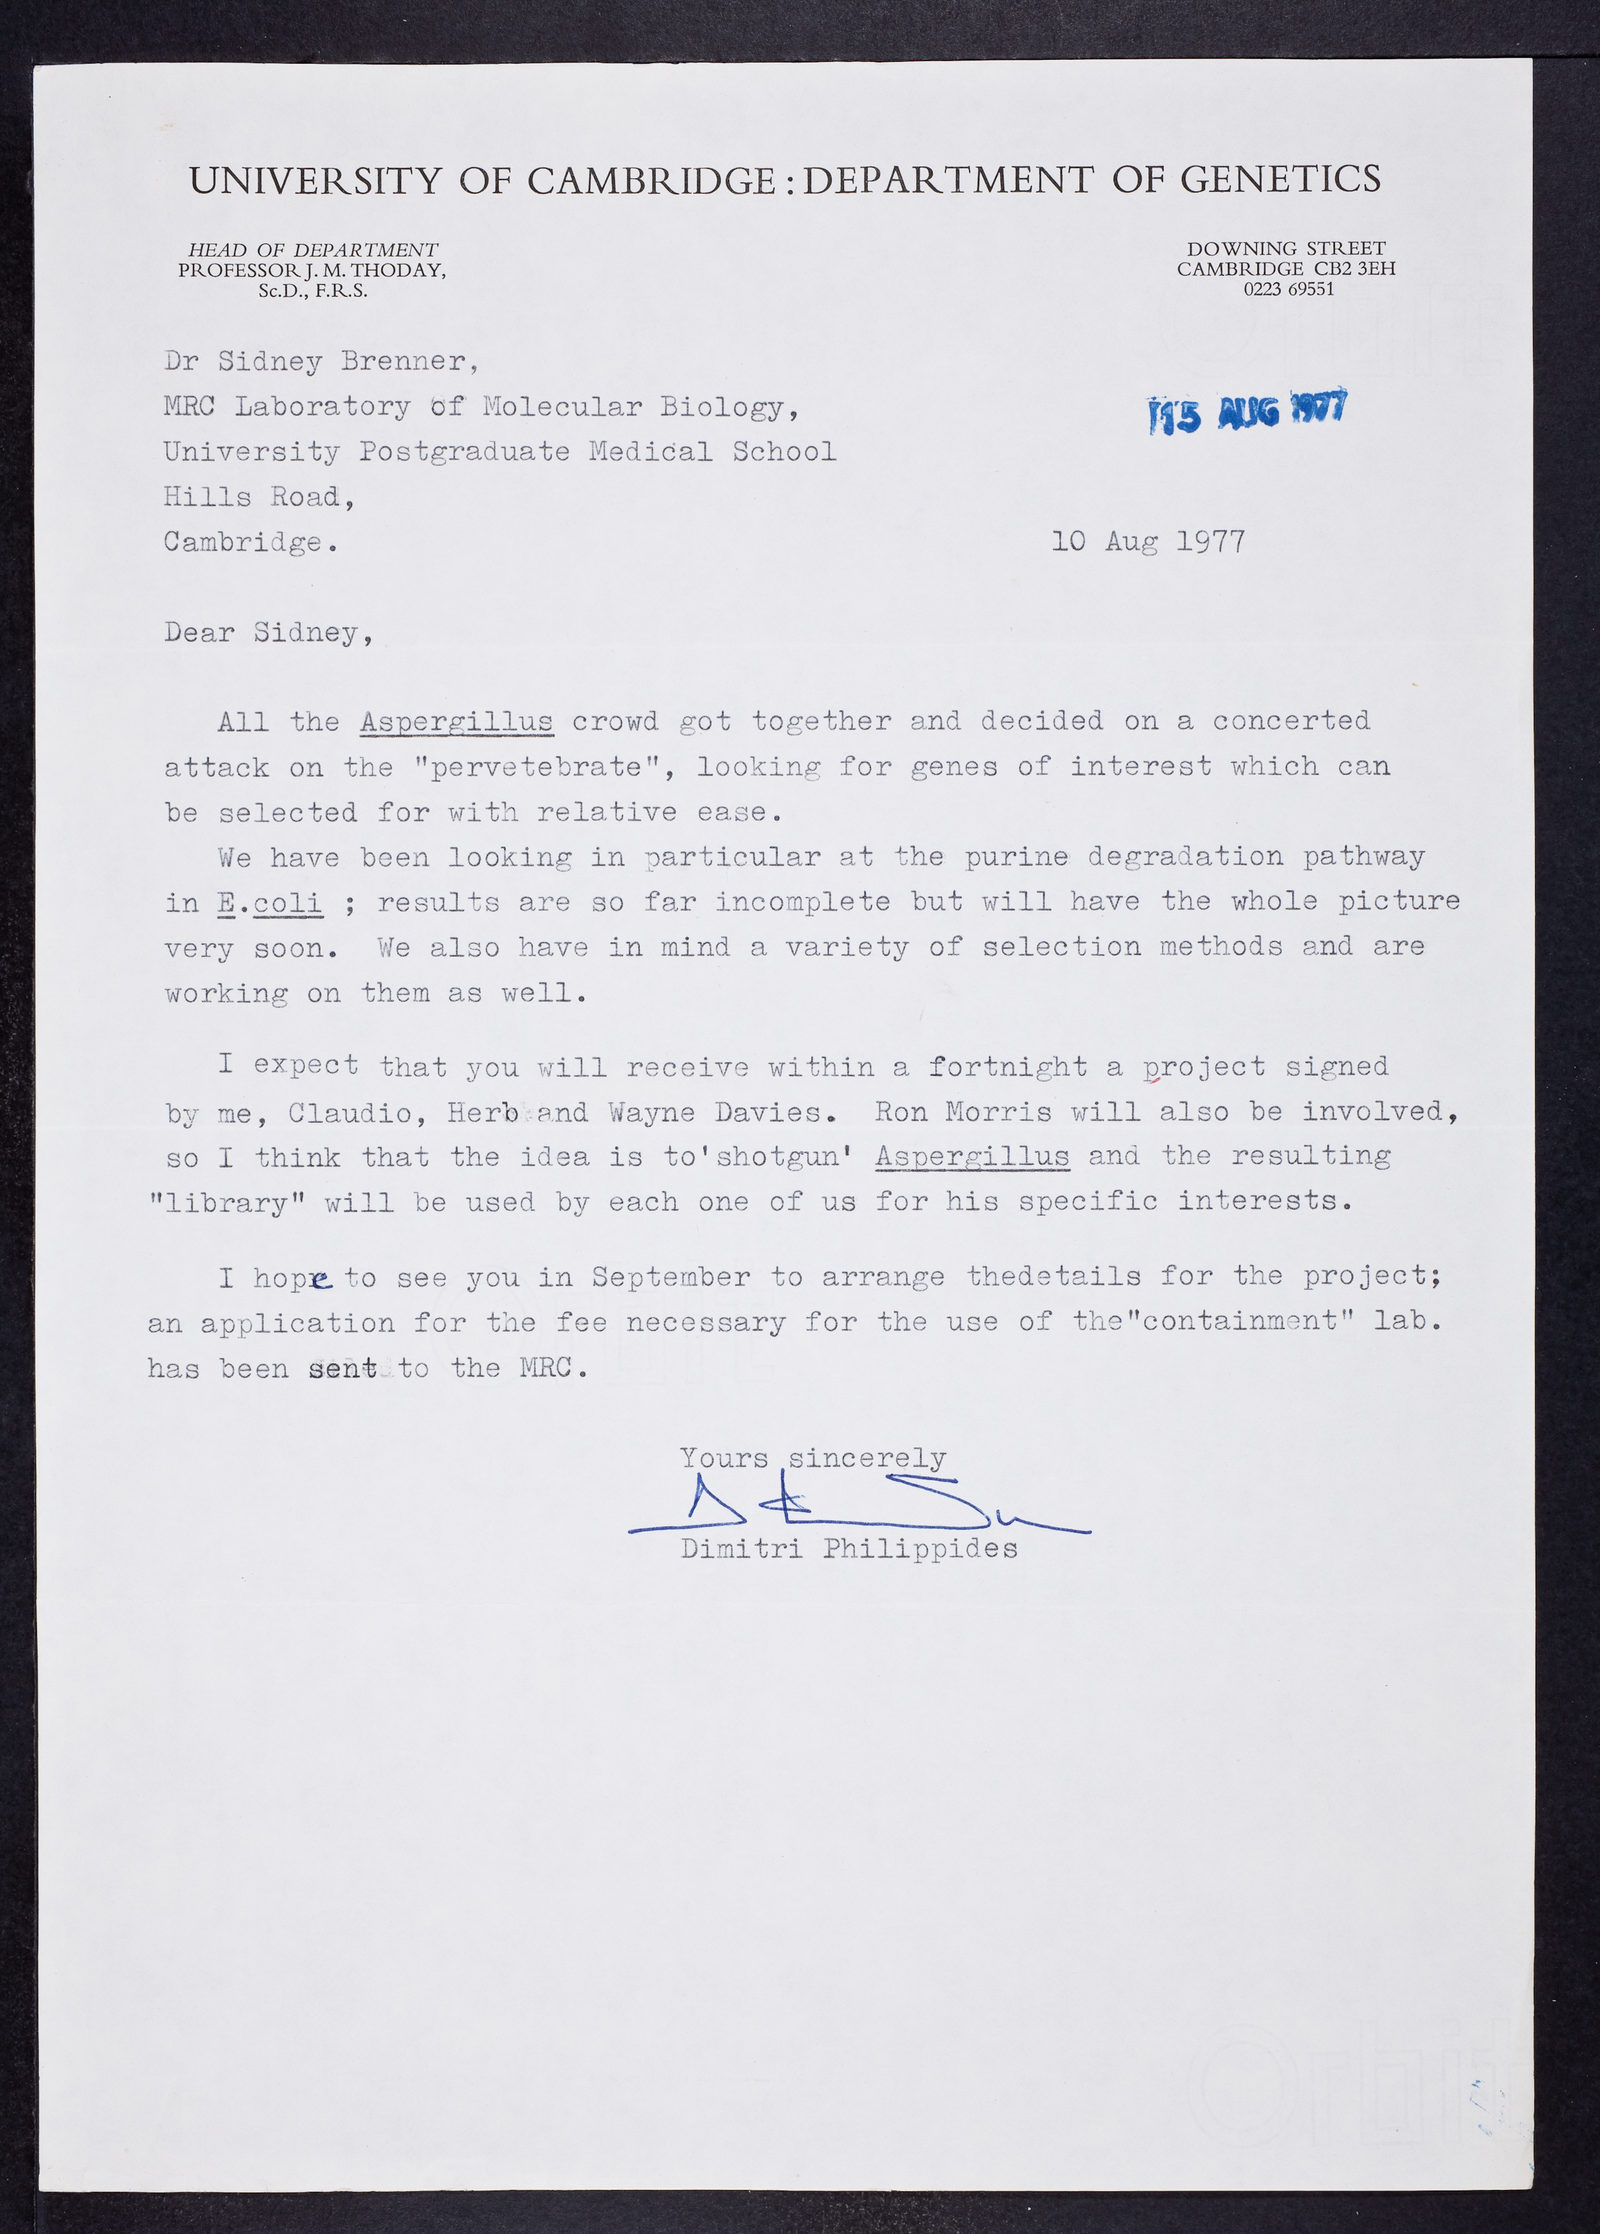 UNIVERSITY OF CAMBRIDGE : DEPARTMENT OF GENETICS
HEAD OF DEPARTMENT
PROFESSOR J. M. THODAY,
Sc.D., F.R.S.
DOWNING STREET
CAMBRIDGE CB2 3EH
0223 69551
Dr Sidney Brenner,
MRC Laboratory of Molecular Biology,
15 AUG 1977
University Postgraduate Medical School
Hills Road,
Cambridge.
10 Aug 1977
Dear Sidney,
All the Aspergillus crowd got together and decided on a concerted
attack on the "pervetebrate", looking for genes of interest which can
be selected for with relative ease.
We have been looking in particular at the purine degradation pathway
in E.coli ; results are so far incomplete but will have the whole picture
very soon. We also have in mind a variety of selection methods and are
working on them as well.
I expect that you will receive within a fortnight a project signed
by me, Claudio, Herb and Wayne Davies. Ron Morris will also be involved,
so I think that the idea is to'shotgun' Aspergillus and the resulting
"library" will be used by each one of us for his specific interests.
I hope to see you in September to arrange thedetails for the project;
an application for the fee necessary for the use of the"containment" lab.
has been sent to the MRC.
Yours sincerely
Dimitri Philippides